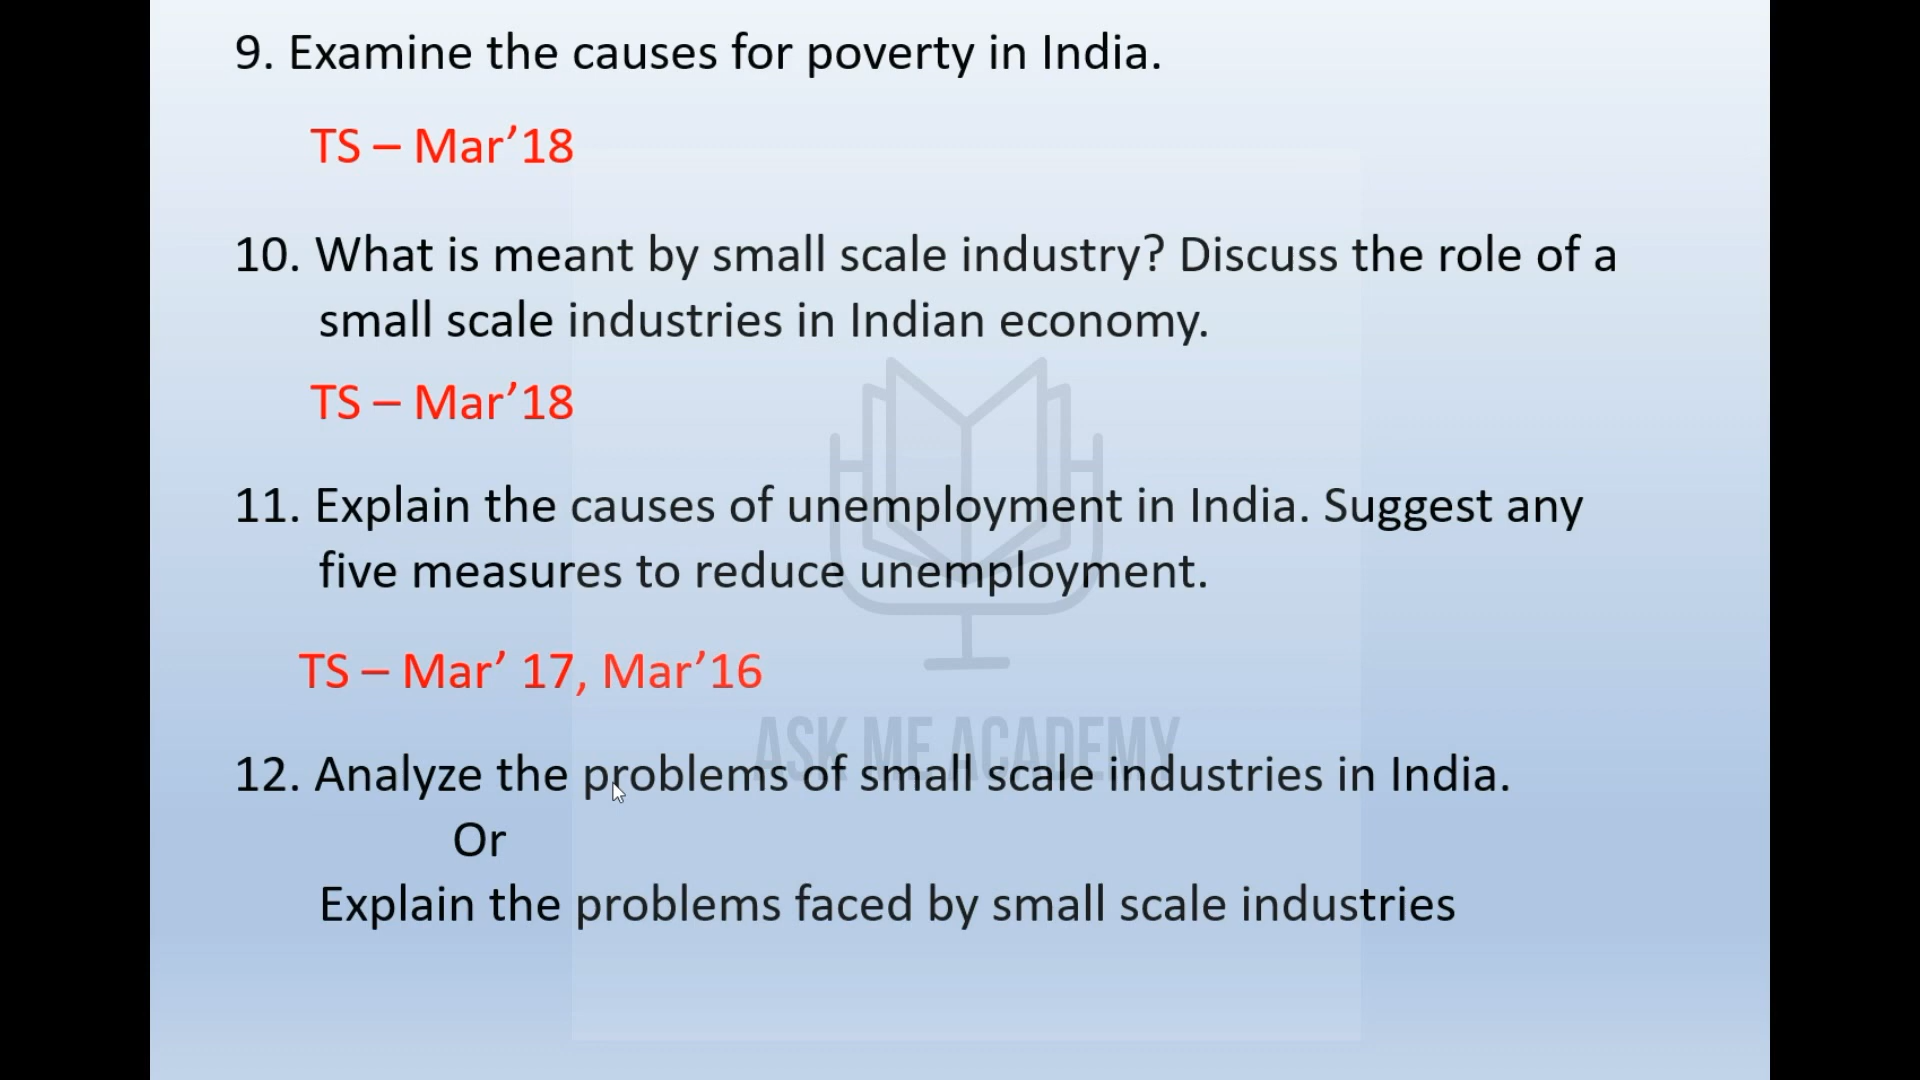 9. Examine the causes for poverty in India.
TS – Mar’18
10. What is meant by small scale industry? Discuss the role of a
small scale industries in Indian economy.
TS – Mar’18
11. Explain the causes of unemployment in India. Suggest any
five measures to reduce unemployment.
TS – Mar’ 17, Mar’16
ASK ME ACADEMY
12. Analyze the problems of small scale industries in India.
Or
Explain the problems faced by small scale industries